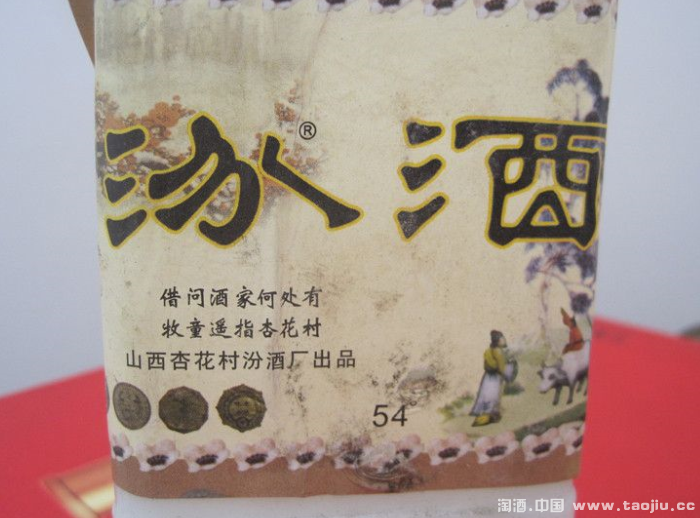 汾® 酒
借问酒家何处有
牧童遥指杏花村
山西杏花村汾酒厂出品
54
淘酒.中国 www.taojiu.cc